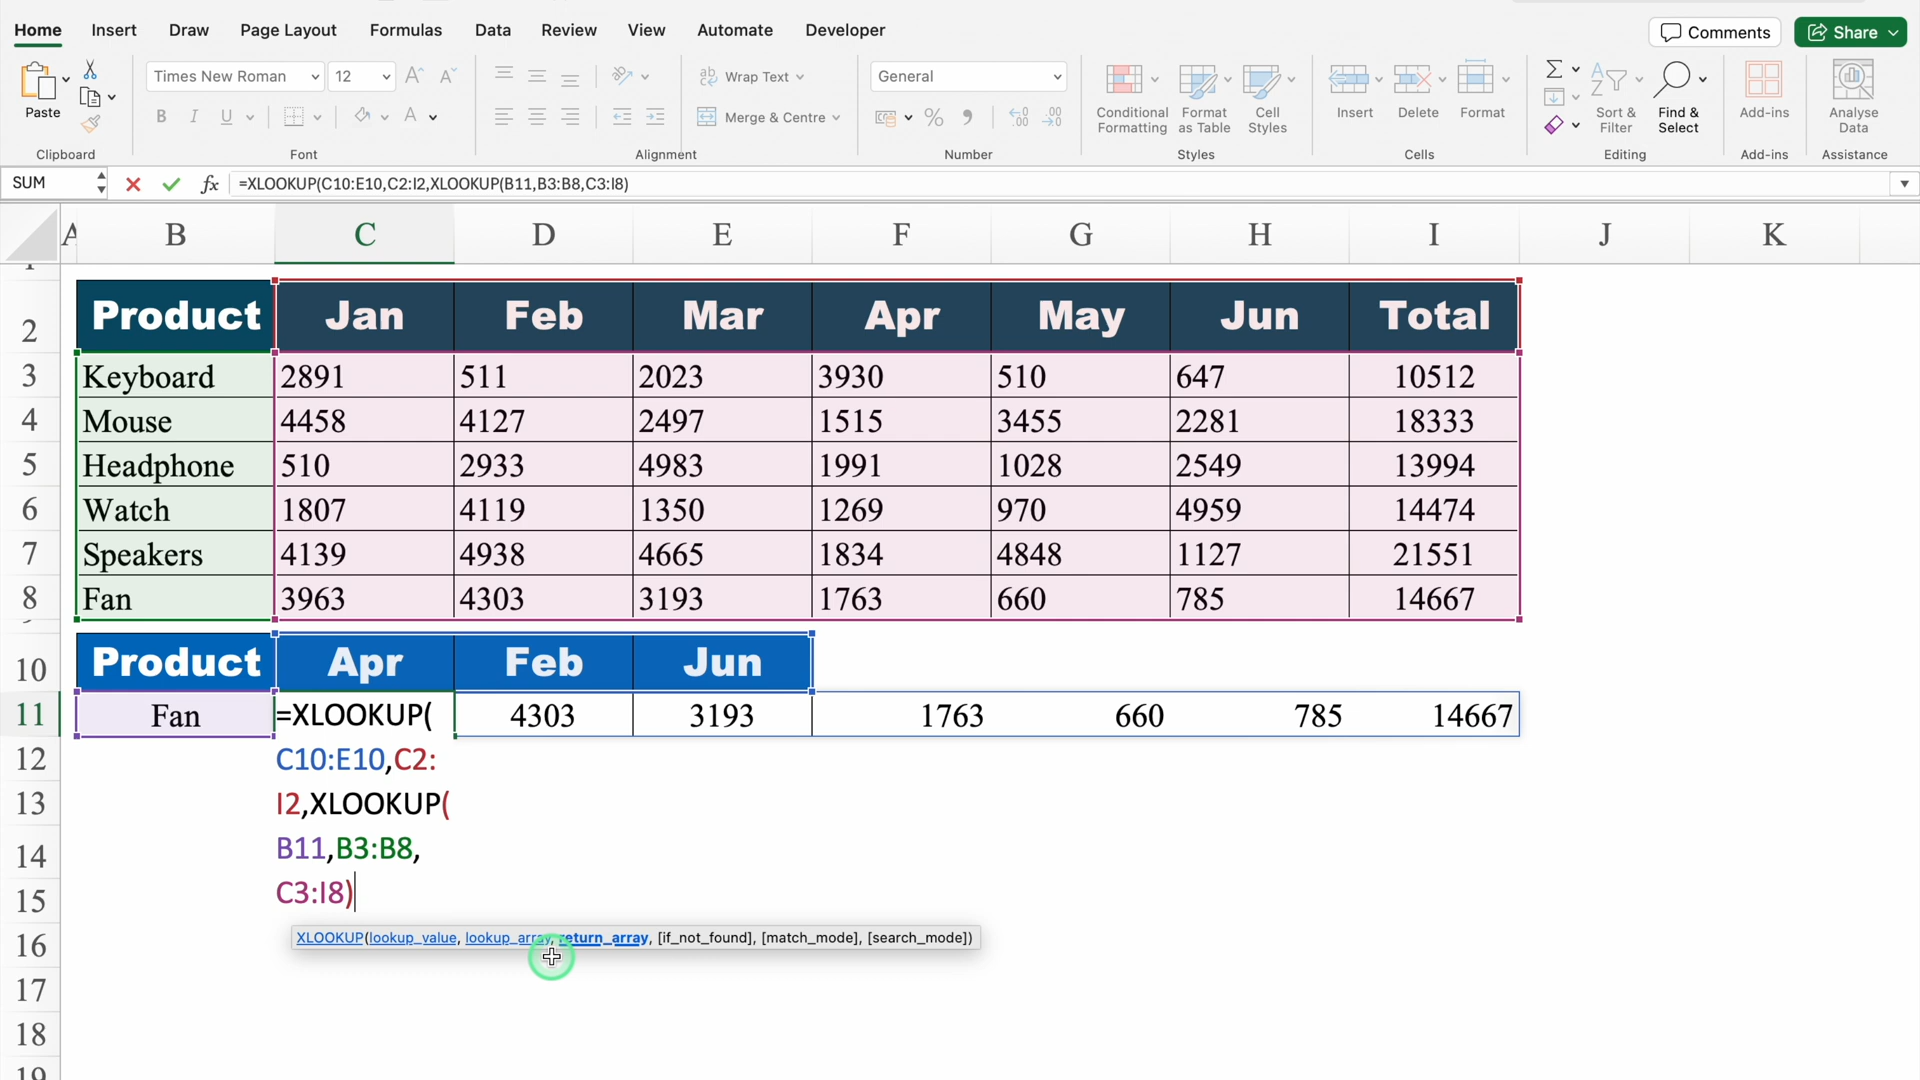 Home Insert Draw Page Layout Formulas Data Review View Automate Developer Comments Share
Paste Times New Roman 12 Wrap Text General
B I U A Merge & Centre % Conditional Formatting Format as Table Cell Styles Insert Delete Format Sort & Filter Find & Select Add-ins Analyse Data
Clipboard Font Alignment Number Styles Cells Editing Add-ins Assistance
SUM fx =XLOOKUP(C10:E10,C2:I2,XLOOKUP(B11,B3:B8,C3:I8)
A B C D E F G H I J K
2 Product Jan Feb Mar Apr May Jun Total
3 Keyboard 2891 511 2023 3930 510 647 10512
4 Mouse 4458 4127 2497 1515 3455 2281 18333
5 Headphone 510 2933 4983 1991 1028 2549 13994
6 Watch 1807 4119 1350 1269 970 4959 14474
7 Speakers 4139 4938 4665 1834 4848 1127 21551
8 Fan 3963 4303 3193 1763 660 785 14667
10 Product Apr Feb Jun
11 Fan =XLOOKUP( 4303 3193 1763 660 785 14667
12 C10:E10,C2:
13 I2,XLOOKUP(
14 B11,B3:B8,
15 C3:I8)
16 XLOOKUP(lookup_value, lookup_array, return_array, [if_not_found], [match_mode], [search_mode])
17
18
19